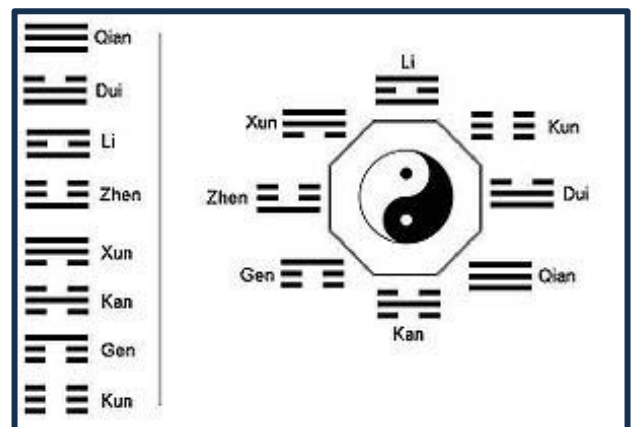 Qian
Dui
Li
Zhen
Xun
Kan
Gen
Kun
Li
Xun
Kun
Zhen
Dui
Gen
Qian
Kan